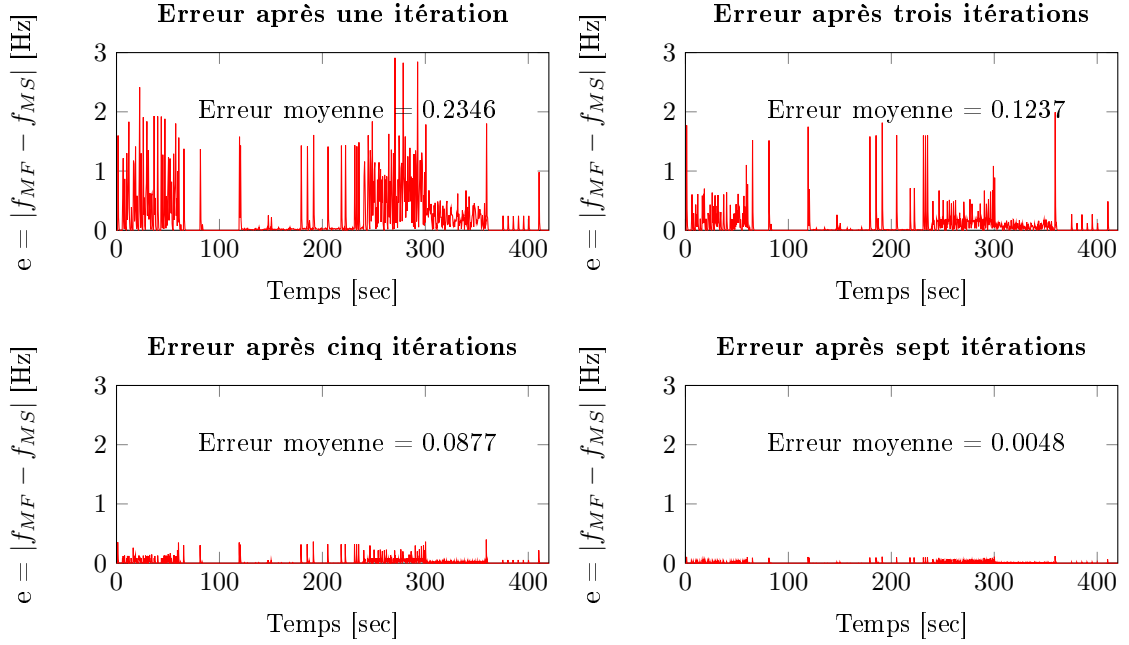 Erreur après une itération
e = |f_{MF} − f_{MS}| [Hz]
3
2
1
0
Erreur moyenne = 0.2346
0 100 200 300 400
Temps [sec]
Erreur après trois itérations
e = |f_{MF} − f_{MS}| [Hz]
3
2
1
0
Erreur moyenne = 0.1237
0 100 200 300 400
Temps [sec]
Erreur après cinq itérations
e = |f_{MF} − f_{MS}| [Hz]
3
2
1
0
Erreur moyenne = 0.0877
0 100 200 300 400
Temps [sec]
Erreur après sept itérations
e = |f_{MF} − f_{MS}| [Hz]
3
2
1
0
Erreur moyenne = 0.0048
0 100 200 300 400
Temps [sec]